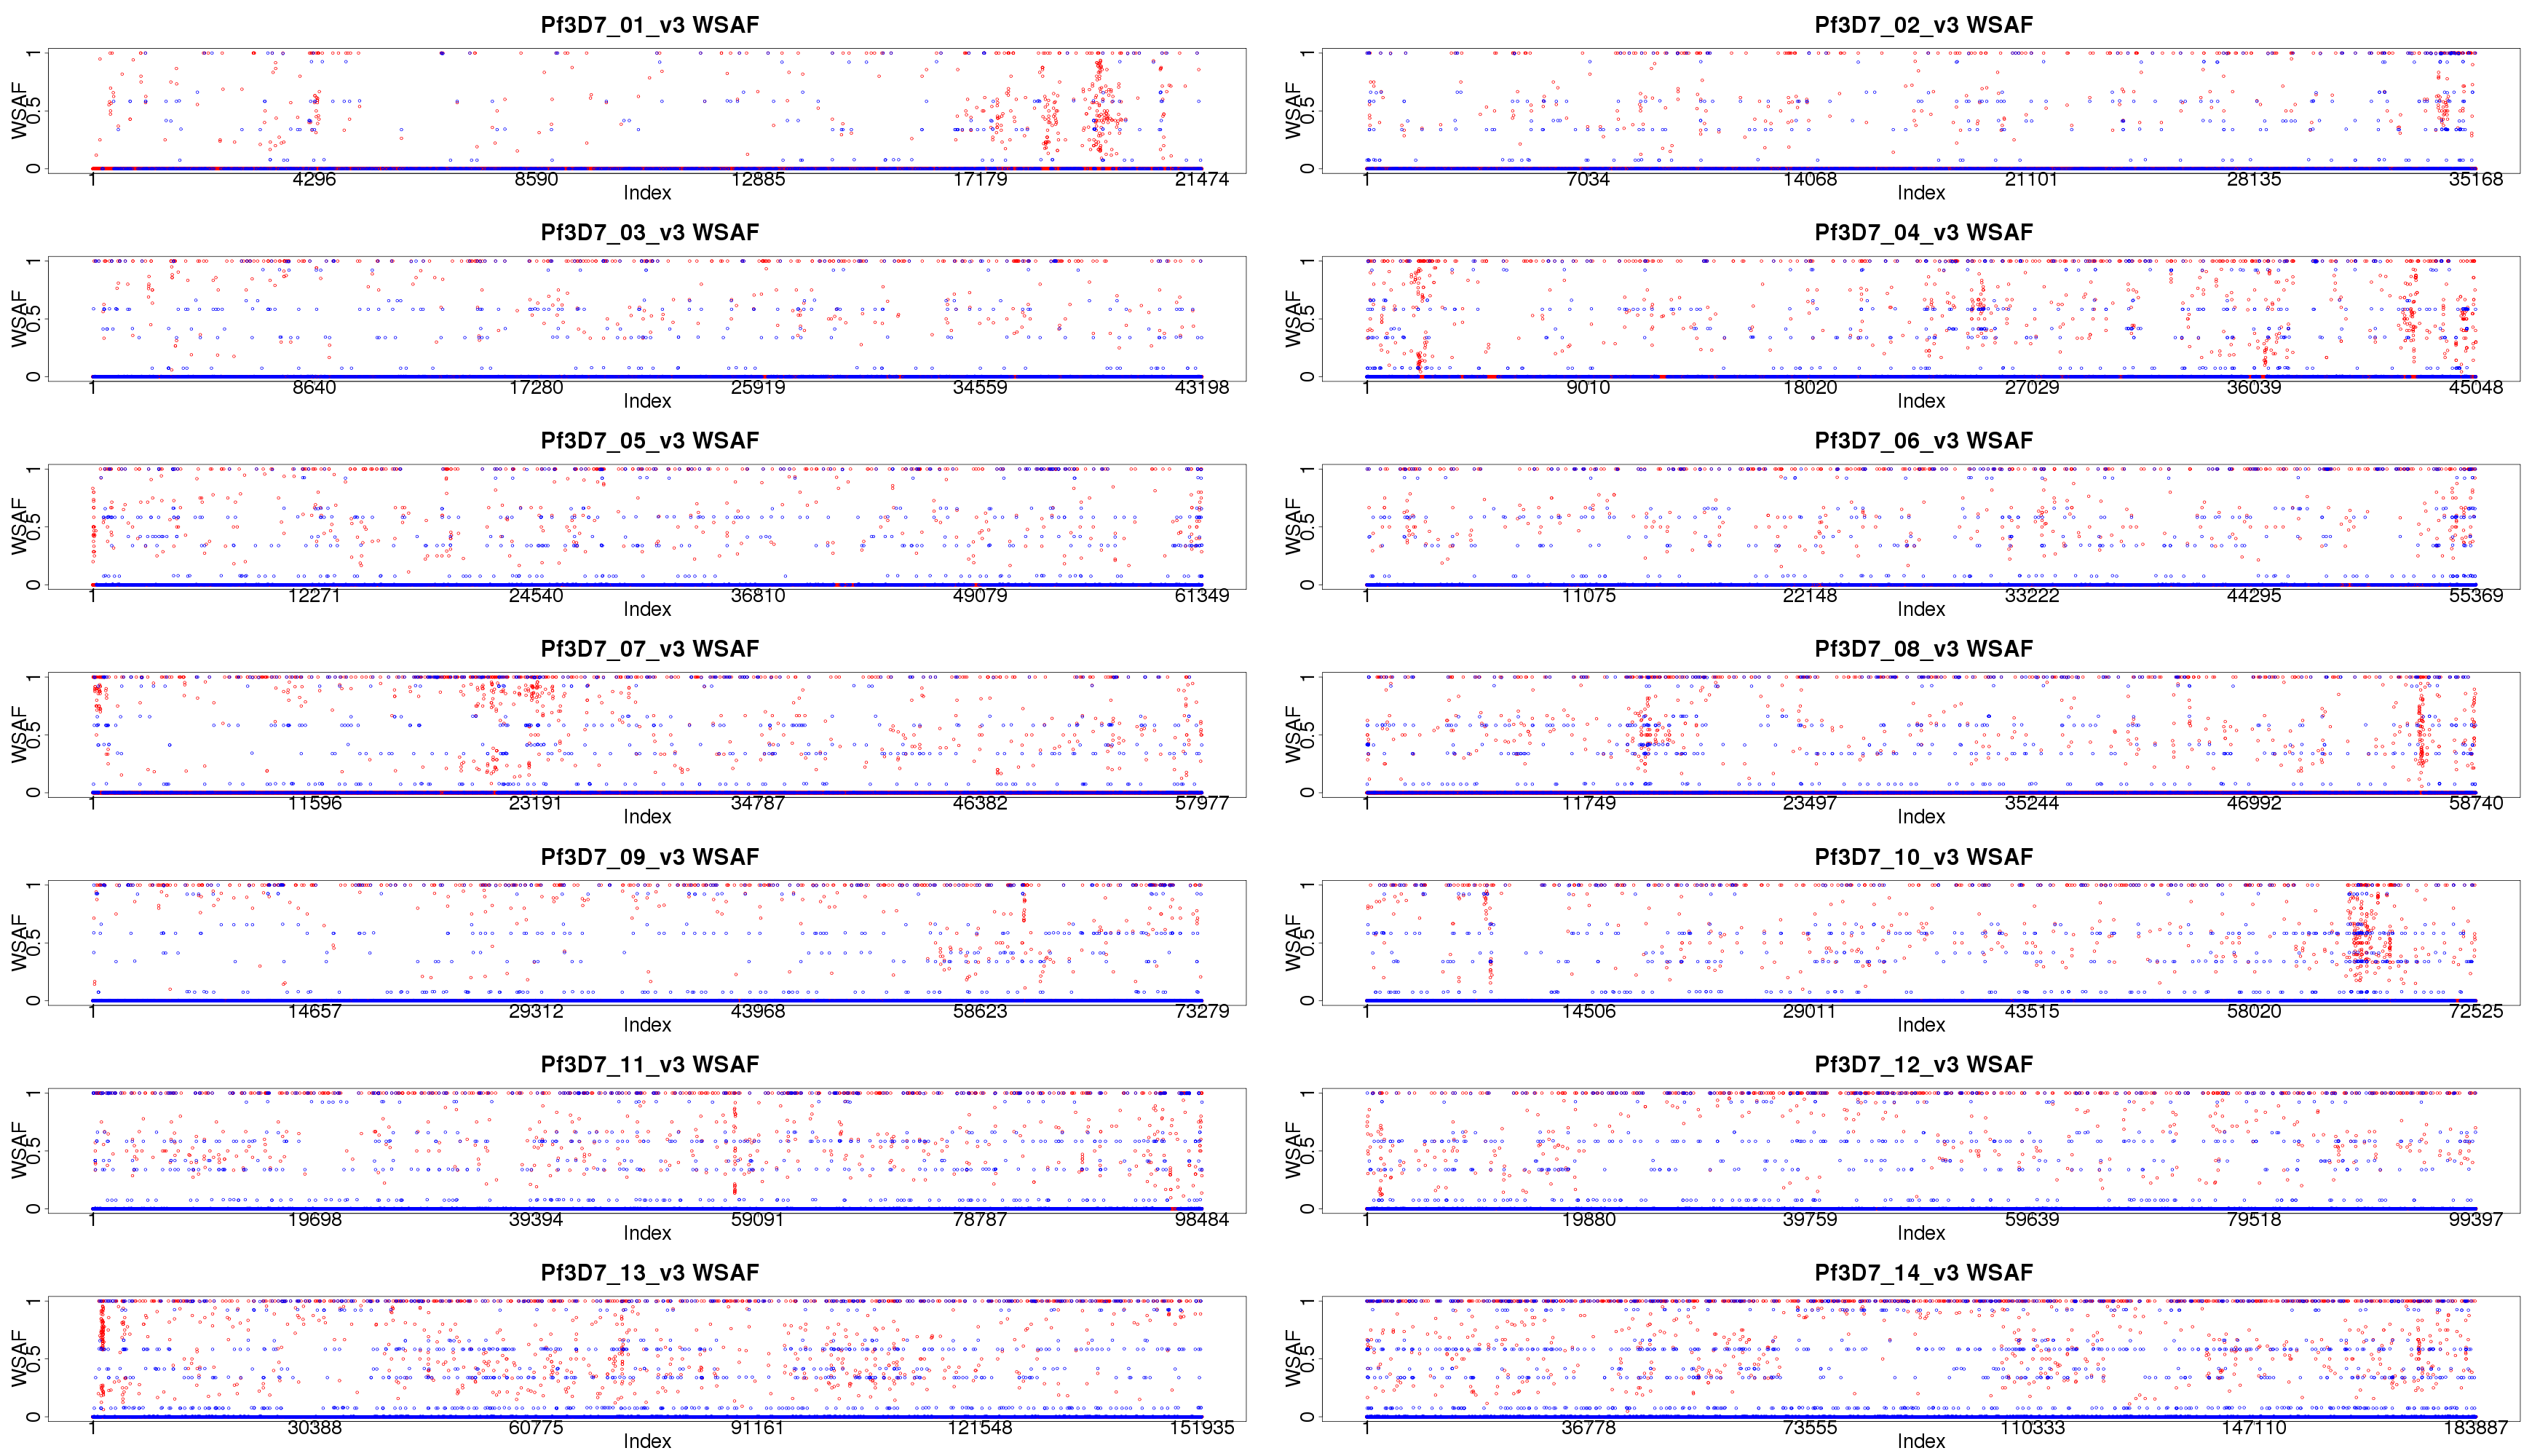 Pf3D7_01_v3 WSAF
WSAF
1
0.5
0
1 4296 8590 12885 17179 21474
Index
Pf3D7_02_v3 WSAF
WSAF
1
0.5
0
1 7034 14068 21101 28135 35168
Index
Pf3D7_03_v3 WSAF
WSAF
1
0.5
0
1 8640 17280 25919 34559 43198
Index
Pf3D7_04_v3 WSAF
WSAF
1
0.5
0
1 9010 18020 27029 36039 45048
Index
Pf3D7_05_v3 WSAF
WSAF
1
0.5
0
1 12271 24540 36810 49079 61349
Index
Pf3D7_06_v3 WSAF
WSAF
1
0.5
0
1 11075 22148 33222 44295 55369
Index
Pf3D7_07_v3 WSAF
WSAF
1
0.5
0
1 11596 23191 34787 46382 57977
Index
Pf3D7_08_v3 WSAF
WSAF
1
0.5
0
1 11749 23497 35244 46992 58740
Index
Pf3D7_09_v3 WSAF
WSAF
1
0.5
0
1 14657 29312 43968 58623 73279
Index
Pf3D7_10_v3 WSAF
WSAF
1
0.5
0
1 14506 29011 43515 58020 72525
Index
Pf3D7_11_v3 WSAF
WSAF
1
0.5
0
1 19698 39394 59091 78787 98484
Index
Pf3D7_12_v3 WSAF
WSAF
1
0.5
0
1 19880 39759 59639 79518 99397
Index
Pf3D7_13_v3 WSAF
WSAF
1
0.5
0
1 30388 60775 91161 121548 151935
Index
Pf3D7_14_v3 WSAF
WSAF
1
0.5
0
1 36778 73555 110333 147110 183887
Index